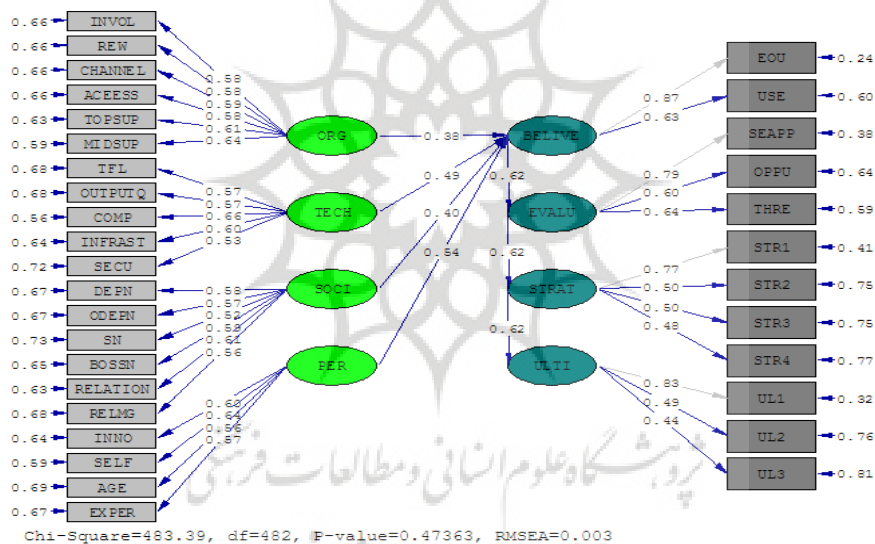 0.66 INVOL
0.66 REW
0.66 CHANNEL
0.66 ACEESS
0.63 TOPSUP
0.59 MIDSUP
0.68 TFL
0.68 OUTPUTQ
0.56 COMP
0.64 INFRAST
0.72 SECU
0.67 DEPN
0.67 ODEPN
0.73 SN
0.65 BOSSN
0.63 RELATION
0.68 RELMG
0.64 INNO
0.59 SELF
0.69 AGE
0.67 EXPER
0.58
0.58
0.59
0.58
0.61
0.64
0.57
0.57
0.66
0.60
0.53
0.58
0.57
0.52
0.59
0.61
0.56
0.60
0.64
0.56
0.57
ORG
TECH
SOCI
PER
0.38
0.49
0.40
0.54
BELIVE
0.62
EVALU
0.62
STRAT
0.62
ULTI
0.87
0.63
0.79
0.60
0.64
0.77
0.50
0.50
0.48
0.83
0.49
0.44
EOU 0.24
USE 0.60
SEAPP 0.38
OPPU 0.64
THRE 0.59
STR1 0.41
STR2 0.75
STR3 0.75
STR4 0.77
UL1 0.32
UL2 0.76
UL3 0.81
پژوهشگاه علوم انسانی و مطالعات فرهنگی
Chi-Square=483.39, df=482, P-value=0.47363, RMSEA=0.003